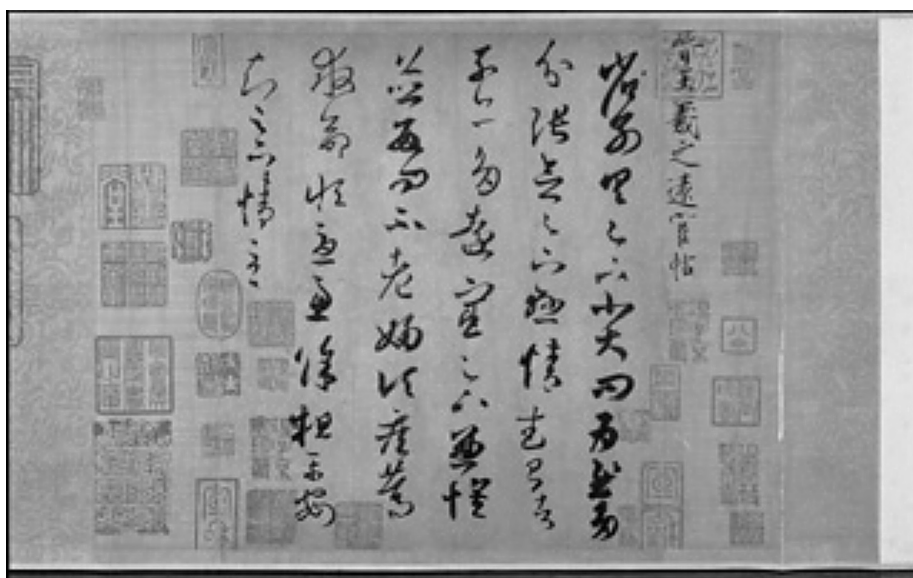 晉王羲之遠宦帖
省別具足下小大問為慰多
分張念足下懸情武昌諸
子亦多遠宦足下兼懷
並數問不老婦頃疾篤
救命恒憂慮餘粗平安
知足下情至